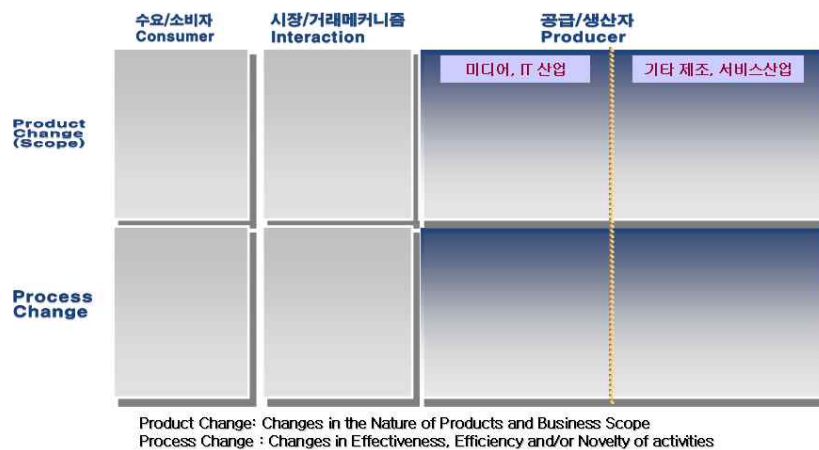 수요/소비자
Consumer
시장/거래메커니즘
Interaction
공급/생산자
Producer
미디어, IT 산업
기타 제조, 서비스산업
Product
Change
(Scope)
Process
Change
Product Change: Changes in the Nature of Products and Business Scope
Process Change : Changes in Effectiveness, Efficiency and/or Novelty of activities